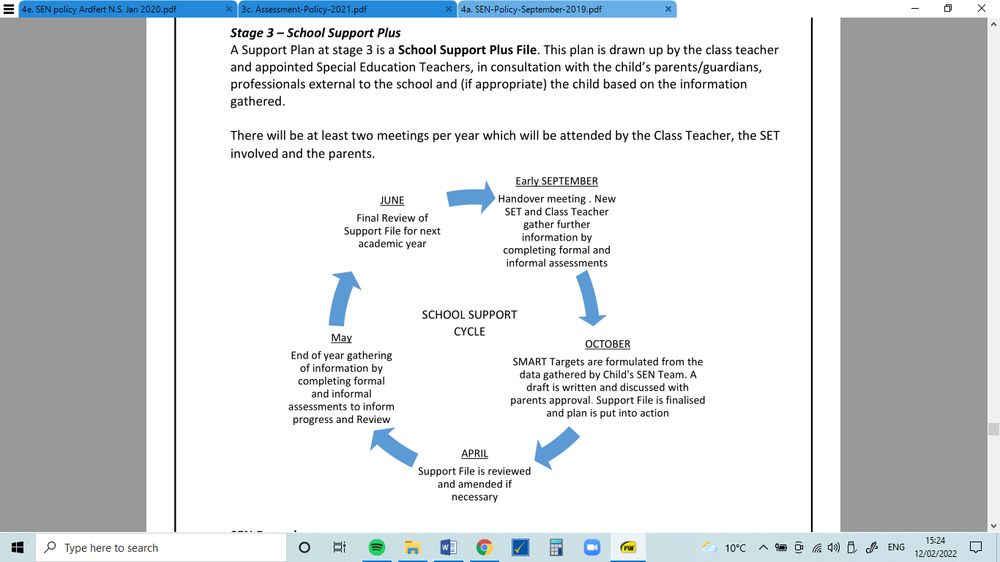 4e. SEN policy Ardfert N.S. Jan 2020.pdf
3c. Assessment-Policy-2021.pdf
4a. SEN-Policy-September-2019.pdf
Stage 3 – School Support Plus
A Support Plan at stage 3 is a School Support Plus File. This plan is drawn up by the class teacher
and appointed Special Education Teachers, in consultation with the child’s parents/guardians,
professionals external to the school and (if appropriate) the child based on the information
gathered.
There will be at least two meetings per year which will be attended by the Class Teacher, the SET
involved and the parents.
Early SEPTEMBER
Handover meeting . New
SET and Class Teacher
gather further
information by
completing formal and
informal assessments
OCTOBER
SMART Targets are formulated from the
data gathered by Child's SEN Team. A
draft is written and discussed with
parents approval. Support File is finalised
and plan is put into action
APRIL
Support File is reviewed
and amended if
necessary
May
End of year gathering
of information by
completing formal
and informal
assessments to inform
progress and Review
JUNE
Final Review of
Support File for next
academic year
SCHOOL SUPPORT
CYCLE
Type here to search
PDF
10°C
ENG
15:24
12/02/2022